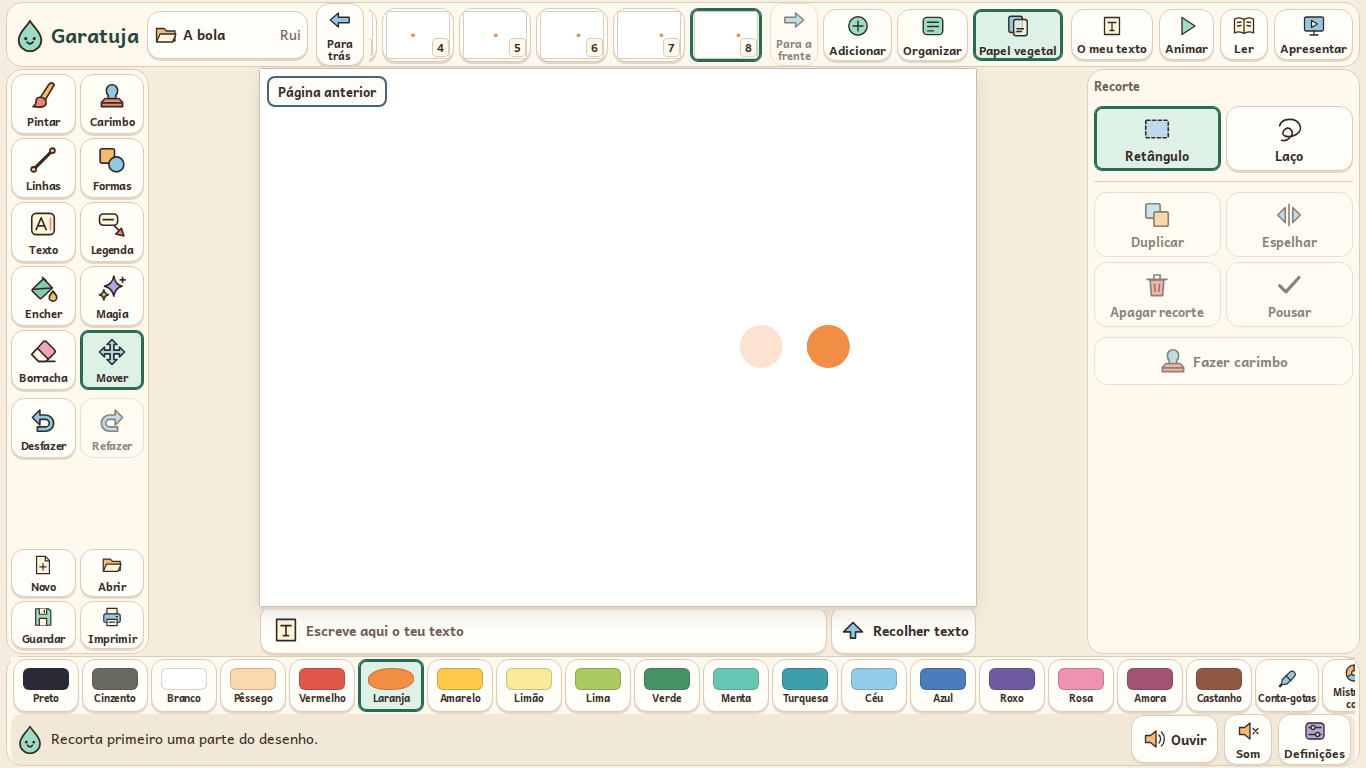 Garatuja
A bola Rui
Para trás
4
5
6
7
8
Para a frente
Adicionar
Organizar
Papel vegetal
O meu texto
Animar
Ler
Apresentar
Pintar
Carimbo
Linhas
Formas
Texto
Legenda
Encher
Magia
Borracha
Mover
Desfazer
Refazer
Novo
Abrir
Guardar
Imprimir
Página anterior
Escreve aqui o teu texto
Recolher texto
Recorte
Retângulo
Laço
Duplicar
Espelhar
Apagar recorte
Pousar
Fazer carimbo
Preto
Cinzento
Branco
Pêssego
Vermelho
Laranja
Amarelo
Limão
Lima
Verde
Menta
Turquesa
Céu
Azul
Roxo
Rosa
Amora
Castanho
Conta-gotas
Recorta primeiro uma parte do desenho.
Ouvir
Som
Definições